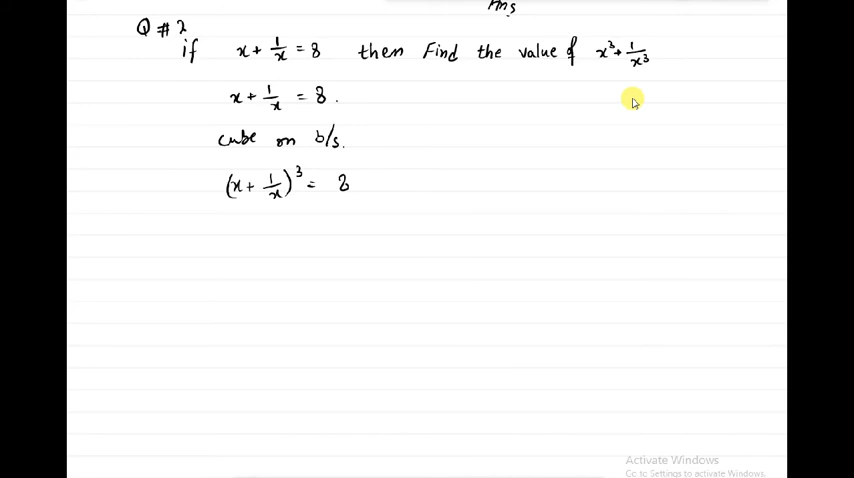 Ans
Q # 2
if x + 1/x = 8 then Find the value of x³ + 1/x³
x + 1/x = 8.
cube on b/s.
(x + 1/x)³ = 8
Activate Windows
Go to Settings to activate Windows.